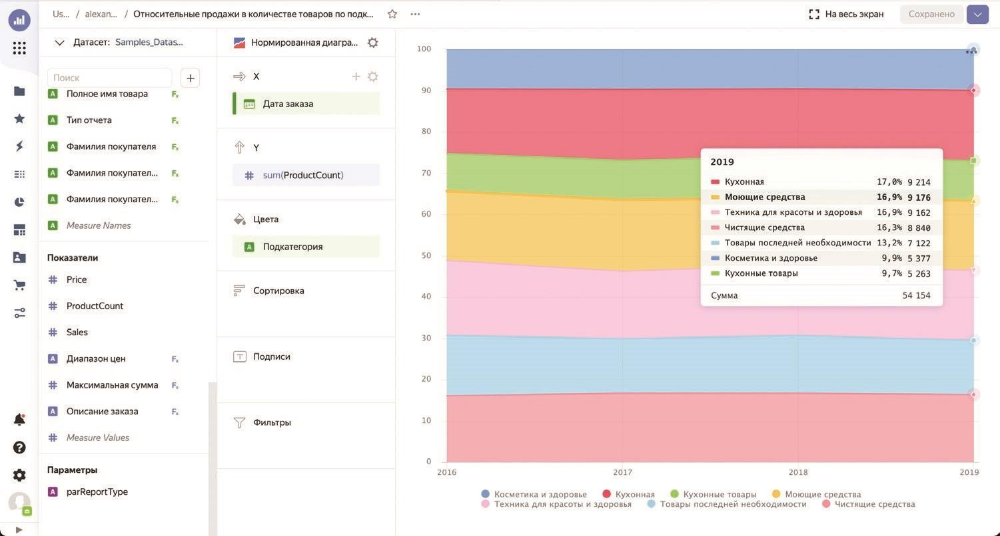 Us... / alexan... / Относительные продажи в количестве товаров по подк...
На весь экран
Сохранено
Датасет: Samples_Datas...
Поиск
Полное имя товара
Тип отчета
Фамилия покупателя
Фамилия покупател...
Фамилия покупател...
Measure Names
Показатели
Price
ProductCount
Sales
Диапазон цен
Максимальная сумма
Описание заказа
Measure Values
Параметры
parReportType
Нормированная диагра...
X
Дата заказа
Y
sum(ProductCount)
Цвета
Подкатегория
Сортировка
Подписи
Фильтры
100
90
80
70
60
50
40
30
20
10
0
2016 2017 2018 2019
2019
Кухонная 17,0% 9 214
Моющие средства 16,9% 9 176
Техника для красоты и здоровья 16,9% 9 162
Чистящие средства 16,3% 8 840
Товары последней необходимости 13,2% 7 122
Косметика и здоровье 9,9% 5 377
Кухонные товары 9,7% 5 263
Сумма 54 154
Косметика и здоровье Кухонная Кухонные товары Моющие средства
Техника для красоты и здоровья Товары последней необходимости Чистящие средства